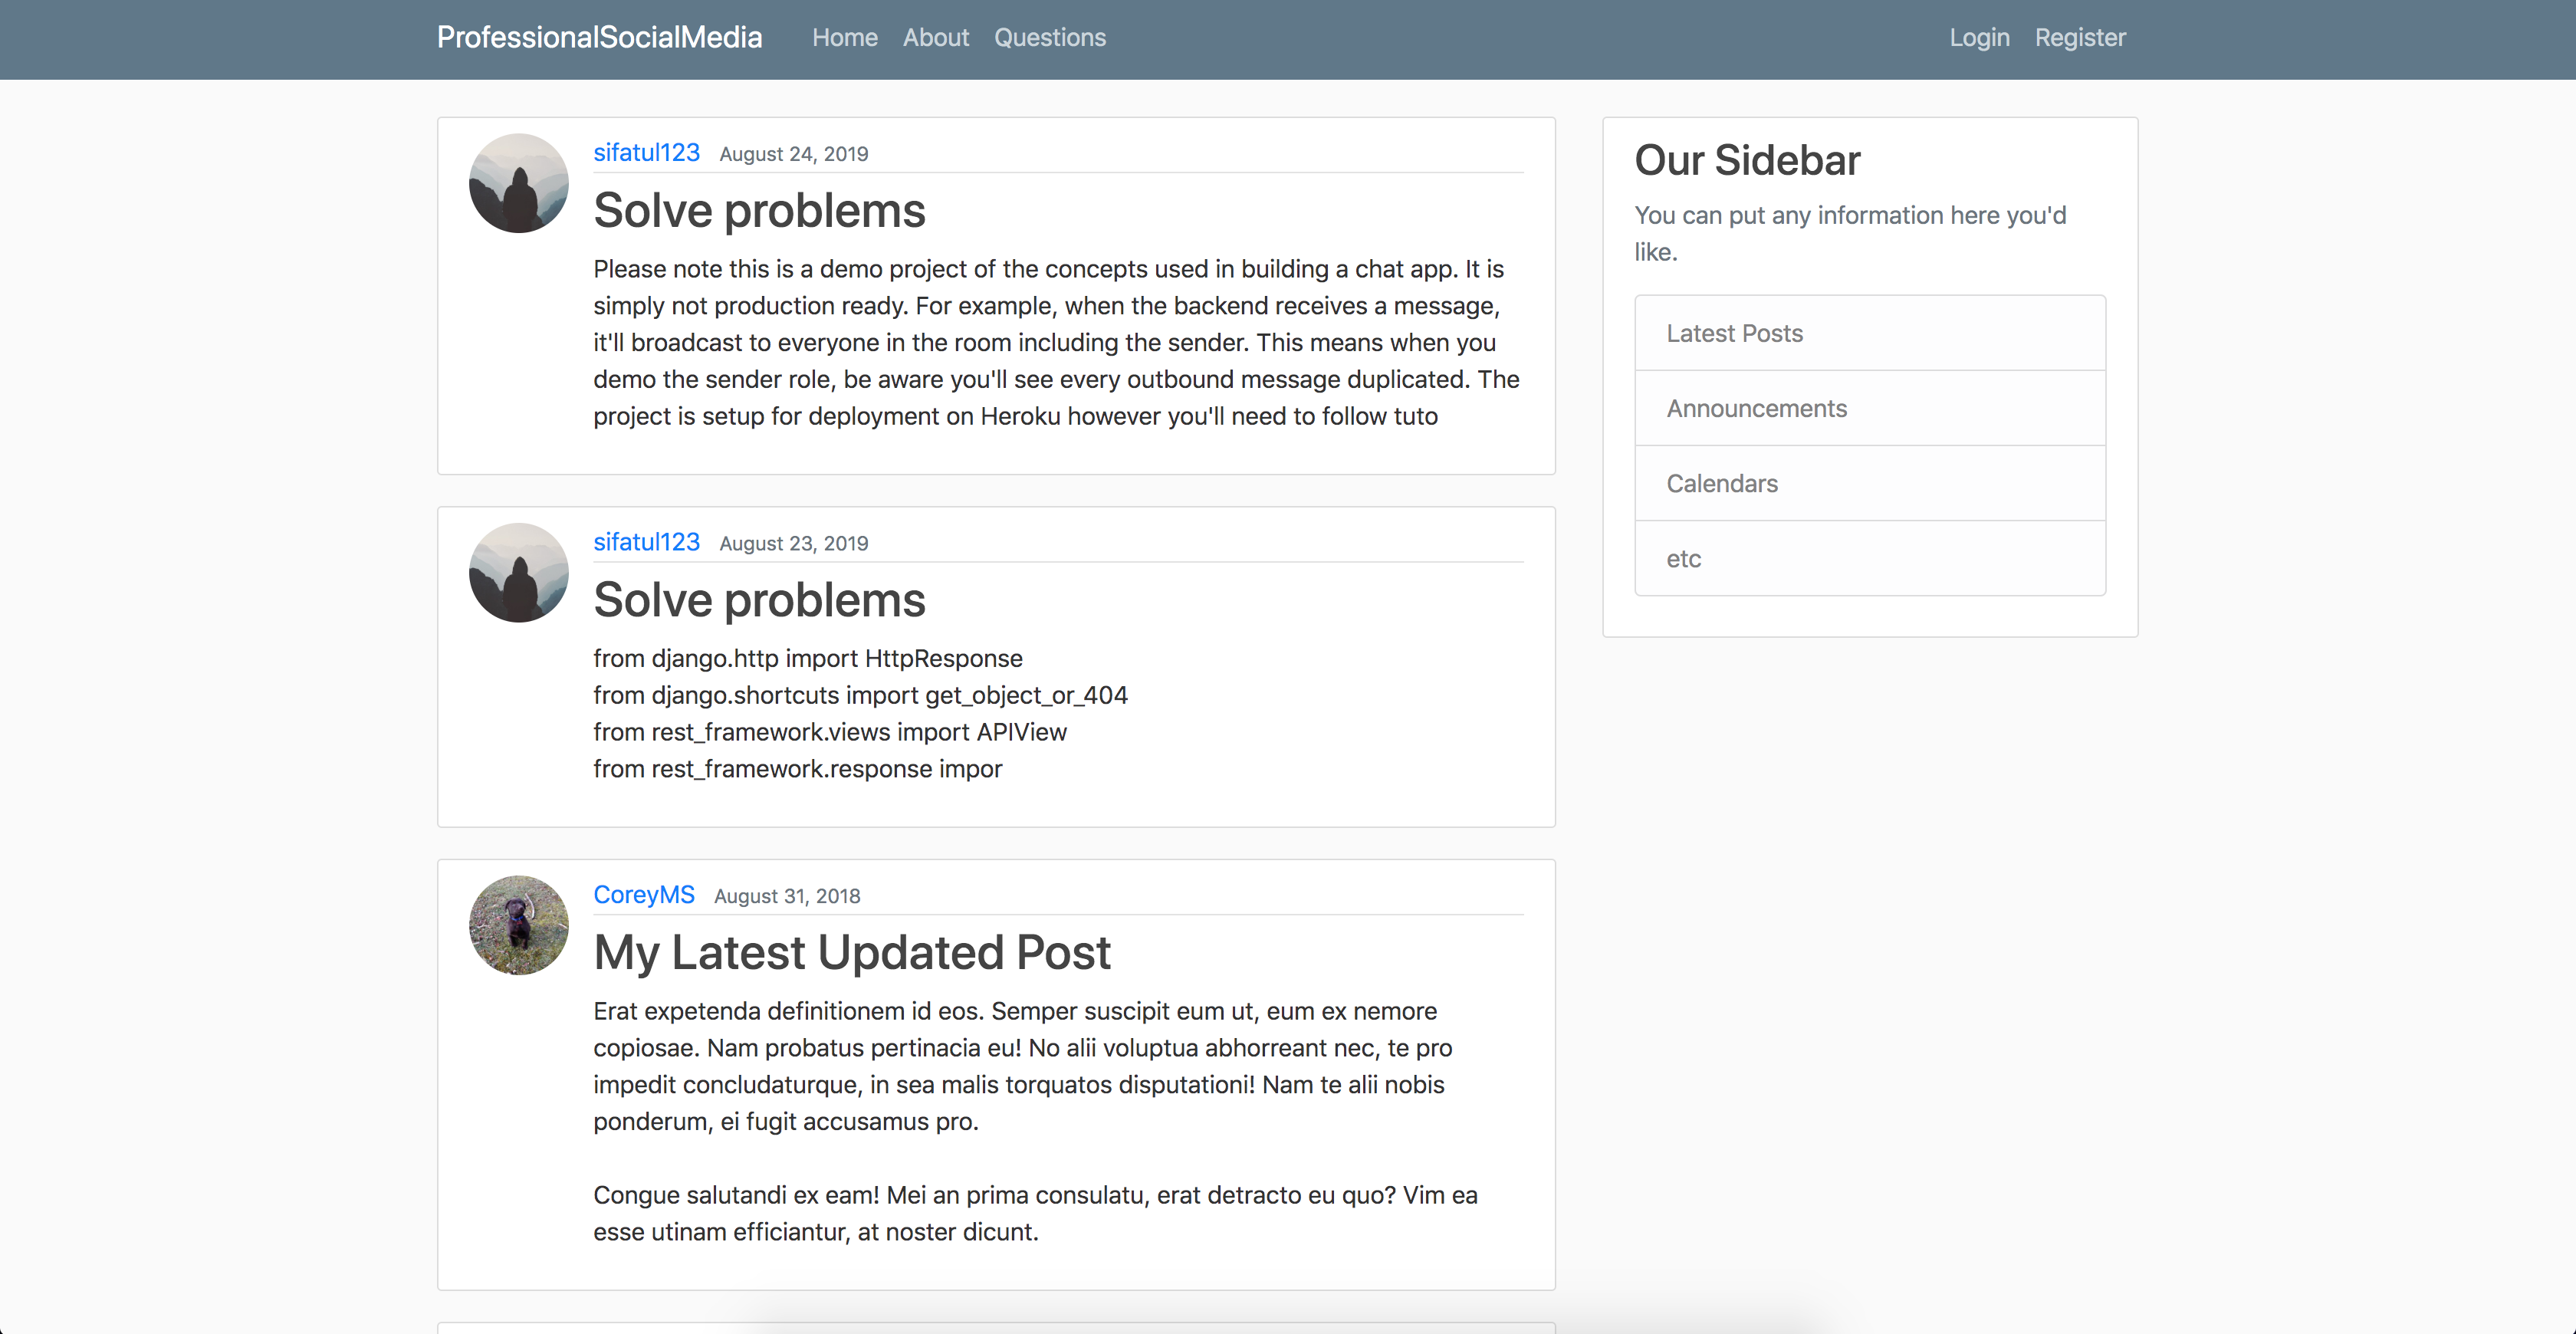 ProfessionalSocialMedia Home About Questions Login Register
sifatul123 August 24, 2019
Solve problems
Please note this is a demo project of the concepts used in building a chat app. It is
simply not production ready. For example, when the backend receives a message,
it'll broadcast to everyone in the room including the sender. This means when you
demo the sender role, be aware you'll see every outbound message duplicated. The
project is setup for deployment on Heroku however you'll need to follow tuto
sifatul123 August 23, 2019
Solve problems
from django.http import HttpResponse
from django.shortcuts import get_object_or_404
from rest_framework.views import APIView
from rest_framework.response impor
CoreyMS August 31, 2018
My Latest Updated Post
Erat expetenda definitionem id eos. Semper suscipit eum ut, eum ex nemore
copiosae. Nam probatus pertinacia eu! No alii voluptua abhorreant nec, te pro
impedit concludaturque, in sea malis torquatos disputationi! Nam te alii nobis
ponderum, ei fugit accusamus pro.
Congue salutandi ex eam! Mei an prima consulatu, erat detracto eu quo? Vim ea
esse utinam efficiantur, at noster dicunt.
Our Sidebar
You can put any information here you'd
like.
Latest Posts
Announcements
Calendars
etc